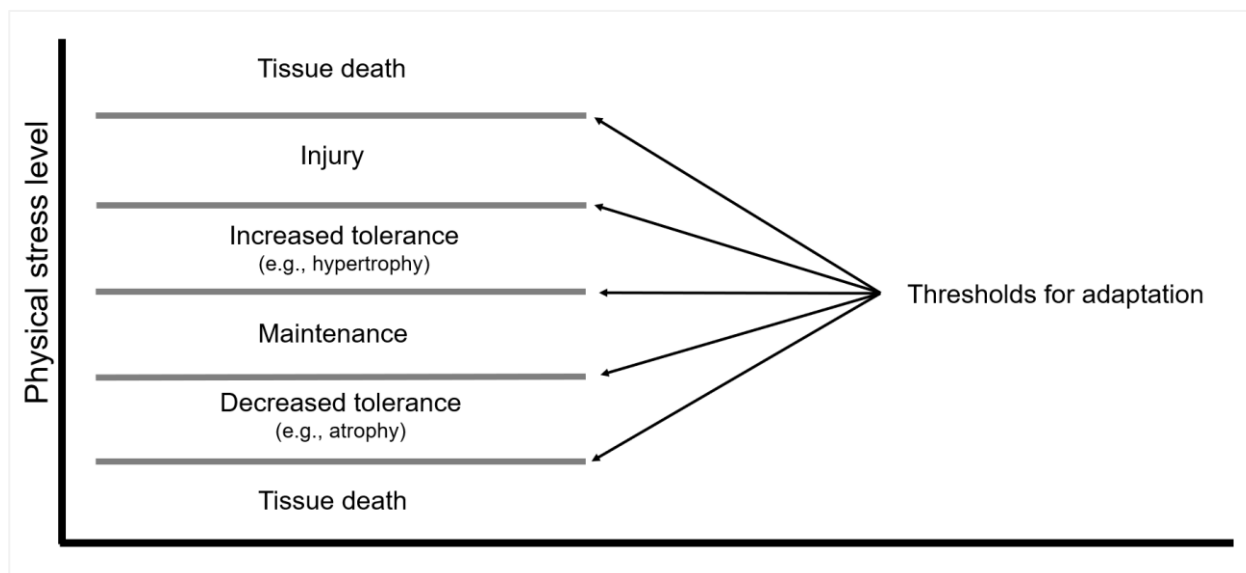 Physical stress level
Tissue death
Injury
Increased tolerance
(e.g., hypertrophy)
Maintenance
Decreased tolerance
(e.g., atrophy)
Tissue death
Thresholds for adaptation